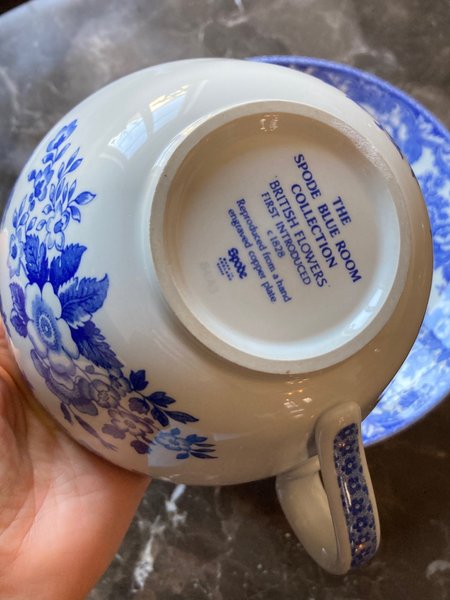 THE
SPODE BLUE ROOM
COLLECTION
'BRITISH FLOWERS'
FIRST INTRODUCED
c1828
Reproduced from a hand
engraved copper plate
Spode